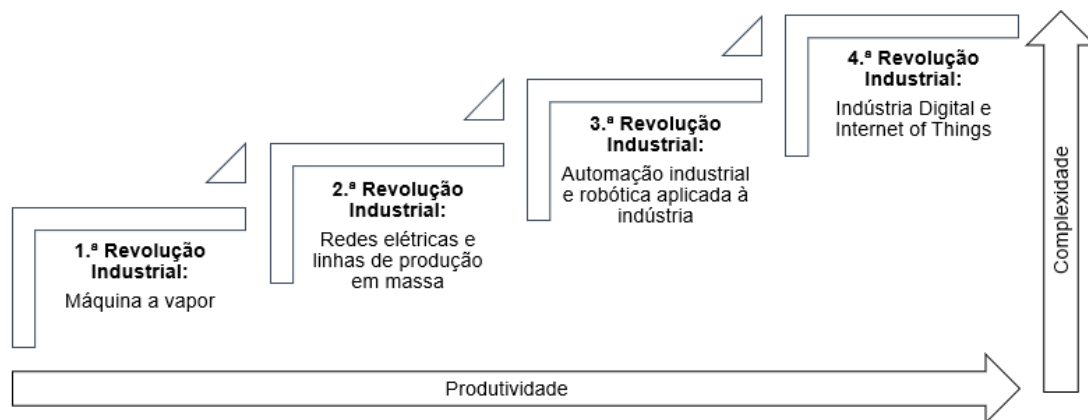 1.ª Revolução
Industrial:
Máquina a vapor
2.ª Revolução
Industrial:
Redes elétricas e
linhas de produção
em massa
3.ª Revolução
Industrial:
Automação industrial
e robótica aplicada à
indústria
4.ª Revolução
Industrial:
Indústria Digital e
Internet of Things
Complexidade
Produtividade